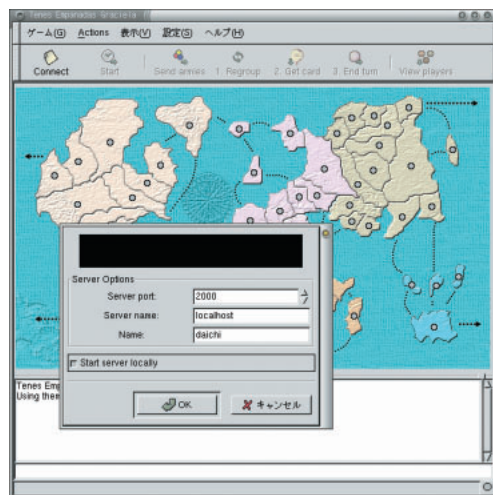 Tenes Empanadas Graciela
ゲーム(G) Actions 表示(V) 設定(S) ヘルプ(H)
Connect Start Send armies 1. Regroup 2. Get card 3. End turn View players
Server Options
Server port: 2000
Server name: localhost
Name: daichi
Start server locally
OK キャンセル
Tenes Emp
Using them